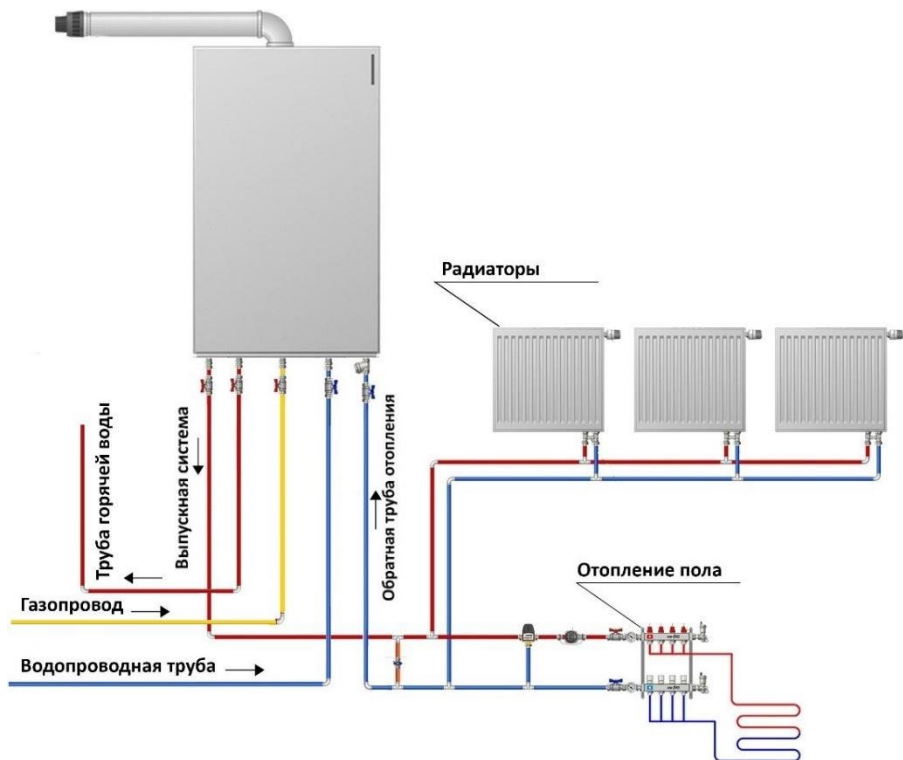 Радиаторы
Труба горячей воды
Выпускная система
Обратная труба отопления
Отопление пола
Газопровод
Водопроводная труба